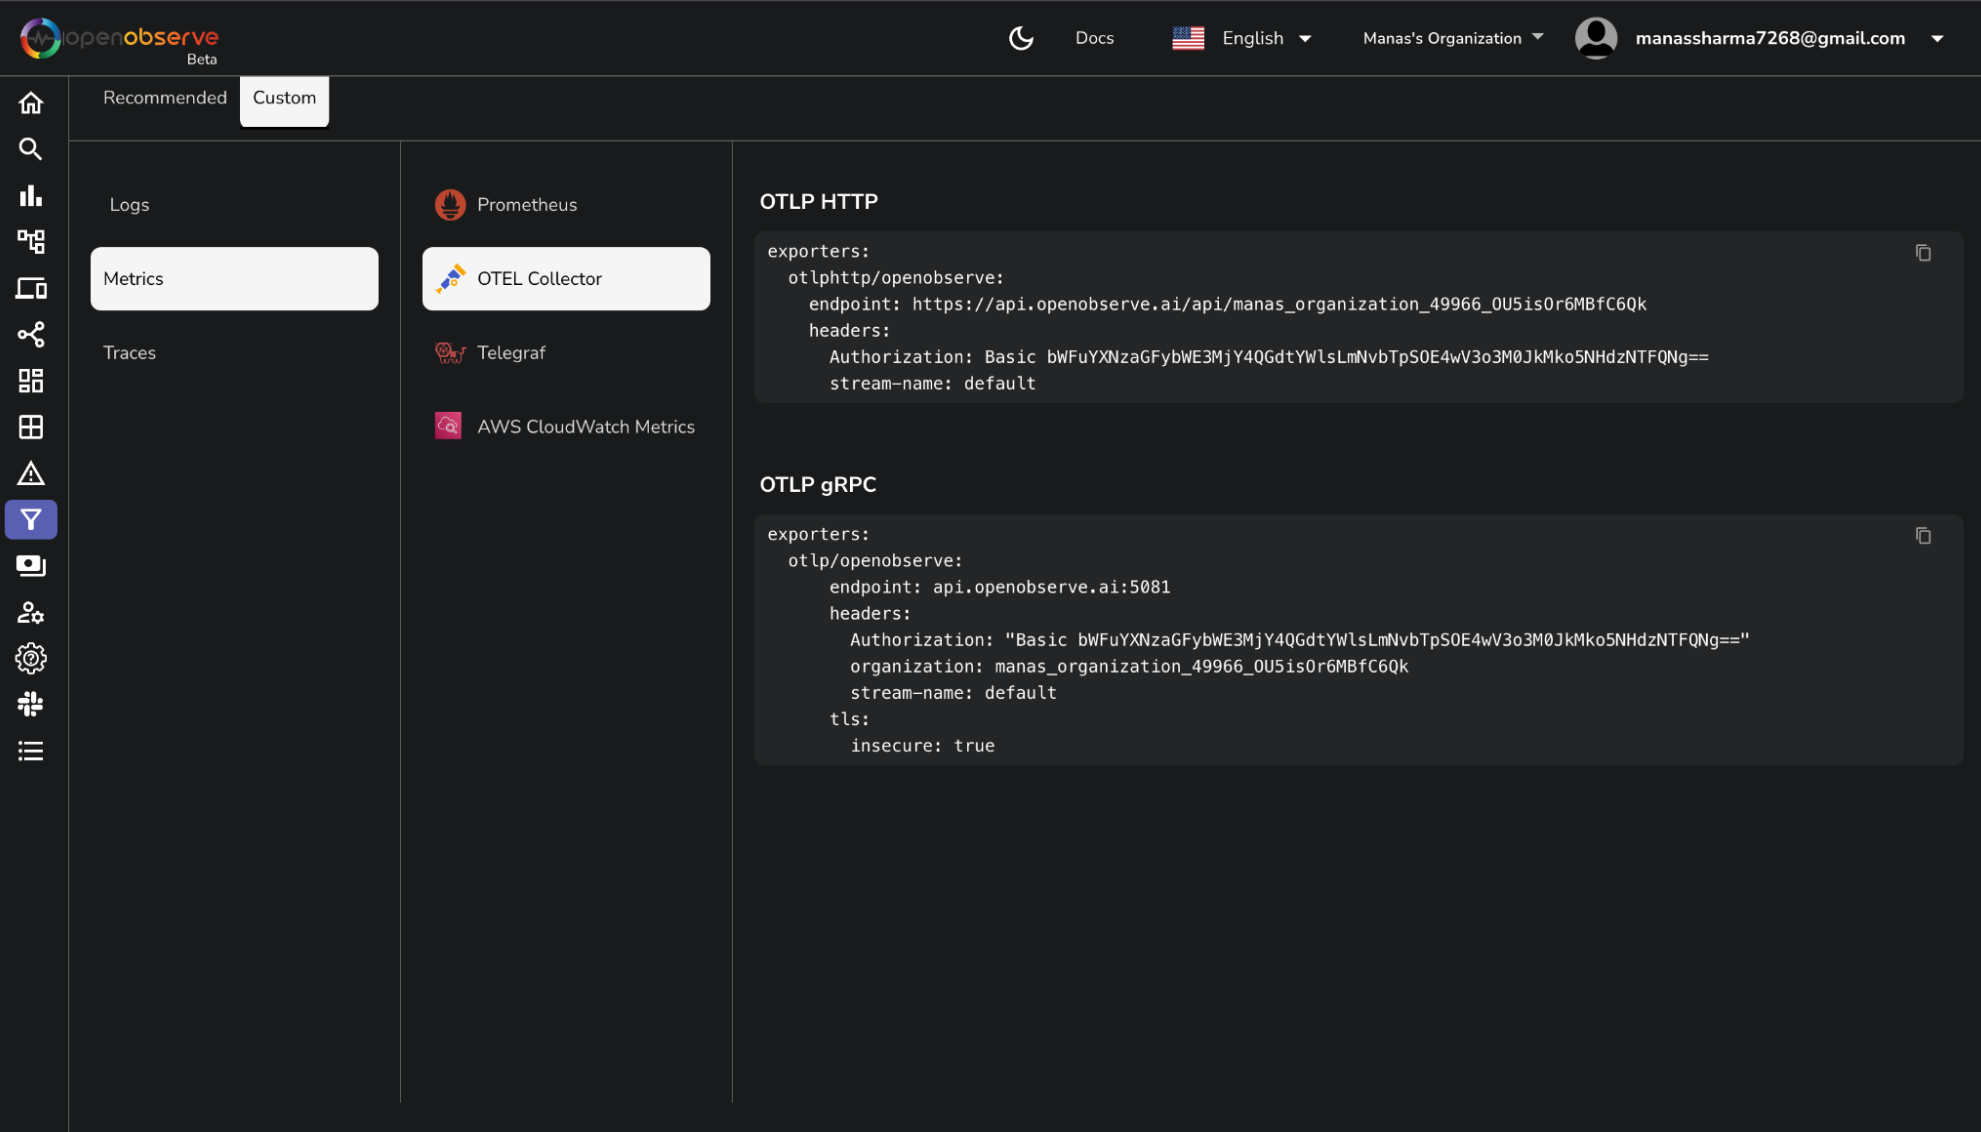 openobserve
Beta
Docs
English
Manas's Organization
manassharma7268@gmail.com
Recommended
Custom
Logs
Metrics
Traces
Prometheus
OTEL Collector
Telegraf
AWS CloudWatch Metrics
OTLP HTTP
exporters:
  otlphttp/openobserve:
    endpoint: https://api.openobserve.ai/api/manas_organization_49966_OU5isOr6MBfC6Qk
    headers:
      Authorization: Basic bWFuYXNzaGFybWE3MjY4QGdtYWlsLmNvbTpSOE4wV3o3M0JkMko5NHdzNTFQNg==
      stream-name: default
OTLP gRPC
exporters:
  otlp/openobserve:
      endpoint: api.openobserve.ai:5081
      headers:
        Authorization: "Basic bWFuYXNzaGFybWE3MjY4QGdtYWlsLmNvbTpSOE4wV3o3M0JkMko5NHdzNTFQNg=="
        organization: manas_organization_49966_OU5isOr6MBfC6Qk
        stream-name: default
      tls:
        insecure: true